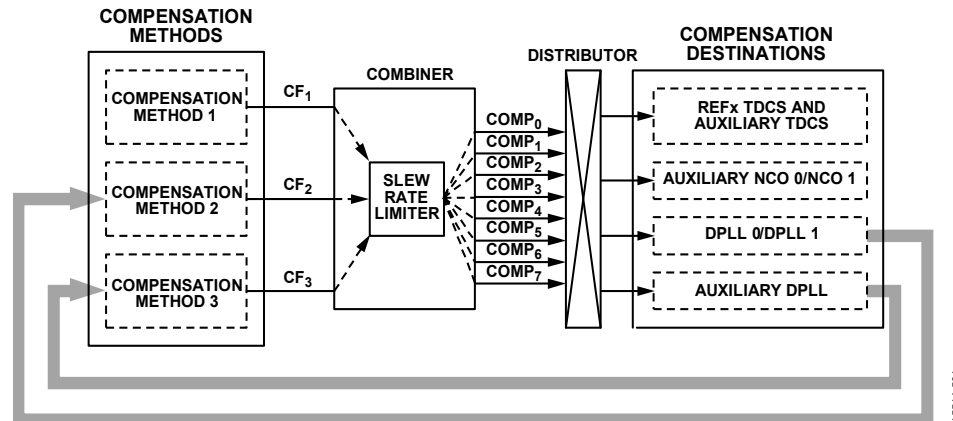 COMPENSATION
METHODS
COMPENSATION
METHOD 1
COMPENSATION
METHOD 2
COMPENSATION
METHOD 3
CF1
CF2
CF3
COMBINER
SLEW
RATE
LIMITER
COMP0
COMP1
COMP2
COMP3
COMP4
COMP5
COMP6
COMP7
DISTRIBUTOR
COMPENSATION
DESTINATIONS
REFx TDCS AND
AUXILIARY TDCS
AUXILIARY NCO 0/NCO 1
DPLL 0/DPLL 1
AUXILIARY DPLL